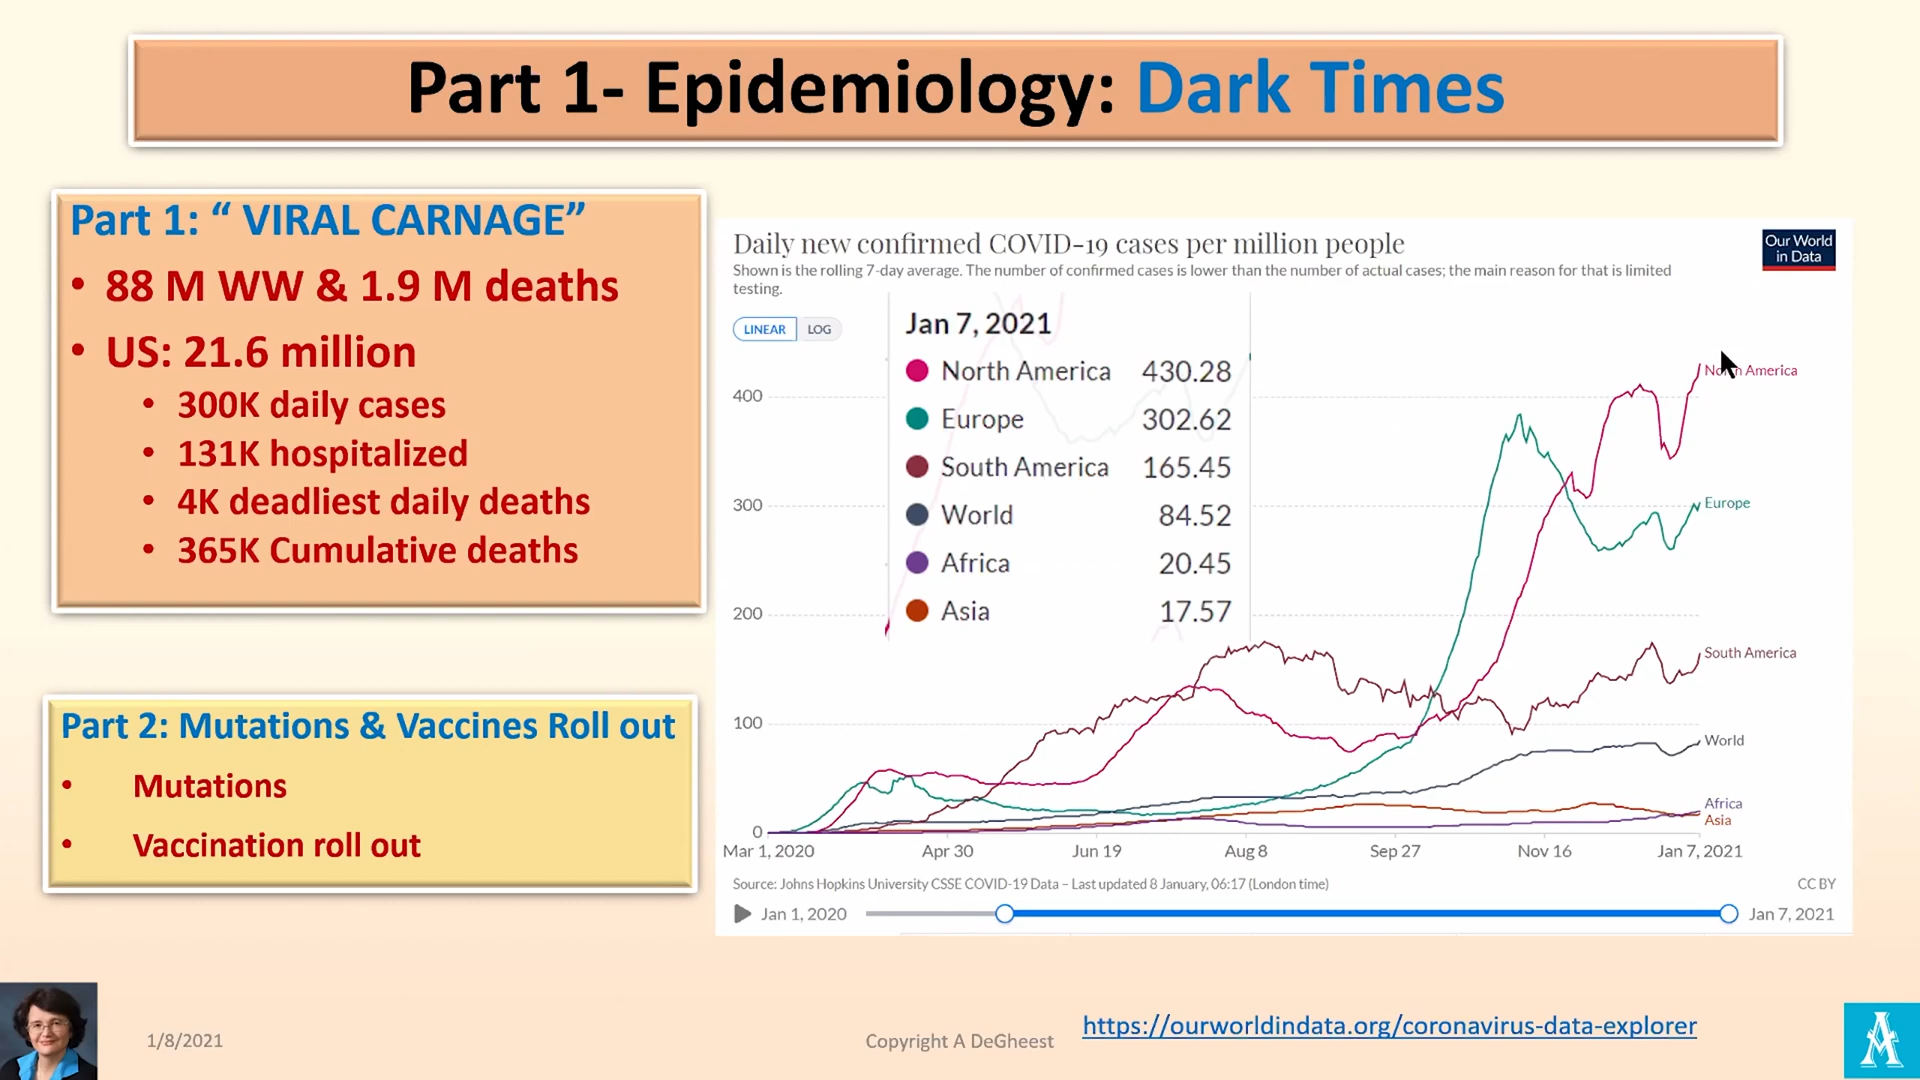 Part 1- Epidemiology: Dark Times
Part 1: “ VIRAL CARNAGE”
• 88 M WW & 1.9 M deaths
• US: 21.6 million
• 300K daily cases
• 131K hospitalized
• 4K deadliest daily deaths
• 365K Cumulative deaths
Part 2: Mutations & Vaccines Roll out
• Mutations
• Vaccination roll out
Daily new confirmed COVID-19 cases per million people
Shown is the rolling 7-day average. The number of confirmed cases is lower than the number of actual cases; the main reason for that is limited
testing.
Our World
in Data
LINEAR LOG
Jan 7, 2021
North America 430.28
Europe 302.62
South America 165.45
World 84.52
Africa 20.45
Asia 17.57
400
300
200
100
0
North America
Europe
South America
World
Africa
Asia
Mar 1, 2020 Apr 30 Jun 19 Aug 8 Sep 27 Nov 16 Jan 7, 2021
Source: Johns Hopkins University CSSE COVID-19 Data – Last updated 8 January, 06:17 (London time) CC BY
Jan 1, 2020 Jan 7, 2021
1/8/2021 Copyright A DeGheest https://ourworldindata.org/coronavirus-data-explorer
A